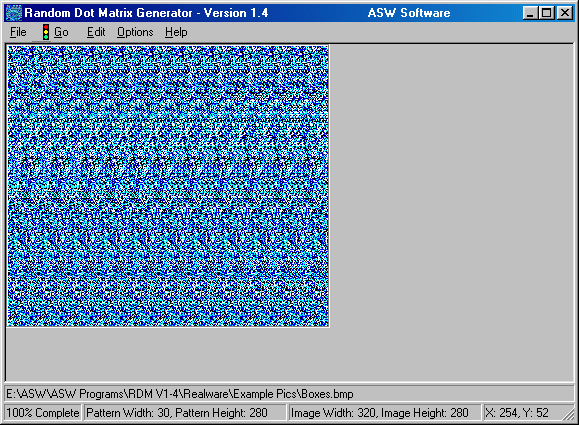 Random Dot Matrix Generator - Version 1.4 ASW Software
File Go Edit Options Help
E:\ASW\ASW Programs\RDM V1-4\Realware\Example Pics\Boxes.bmp
100% Complete Pattern Width: 30, Pattern Height: 280 Image Width: 320, Image Height: 280 X: 254, Y: 52